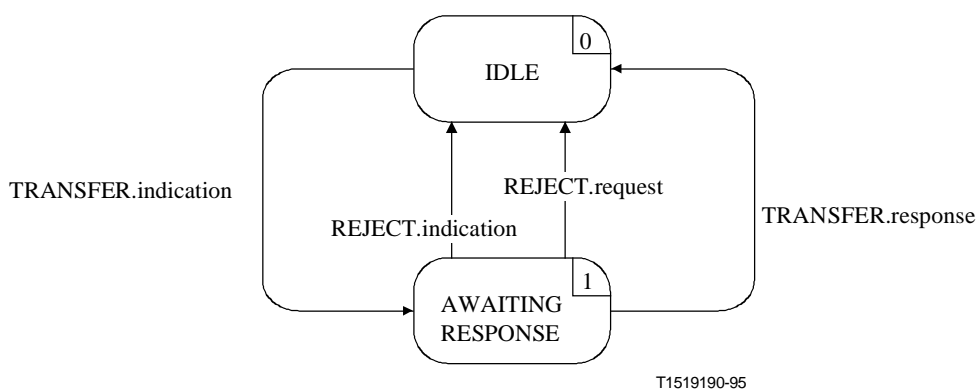 0
IDLE
TRANSFER.indication
REJECT.request
TRANSFER.response
REJECT.indication
1
AWAITING
RESPONSE
T1519190-95